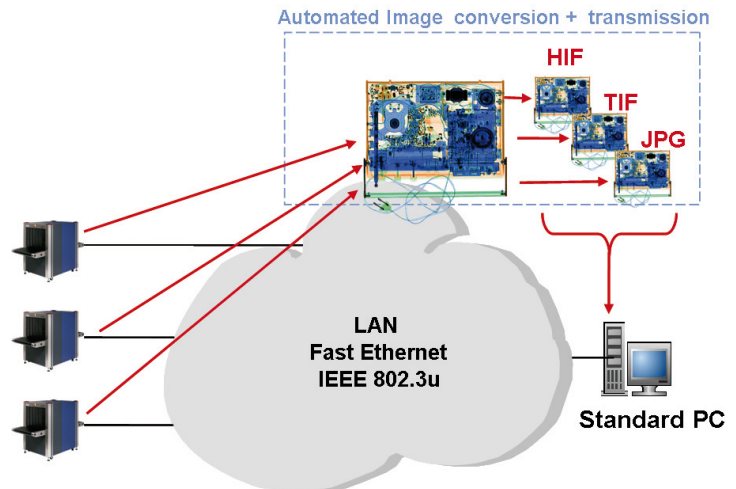 Automated Image conversion + transmission
HIF
TIF
JPG
LAN
Fast Ethernet
IEEE 802.3u
Standard PC